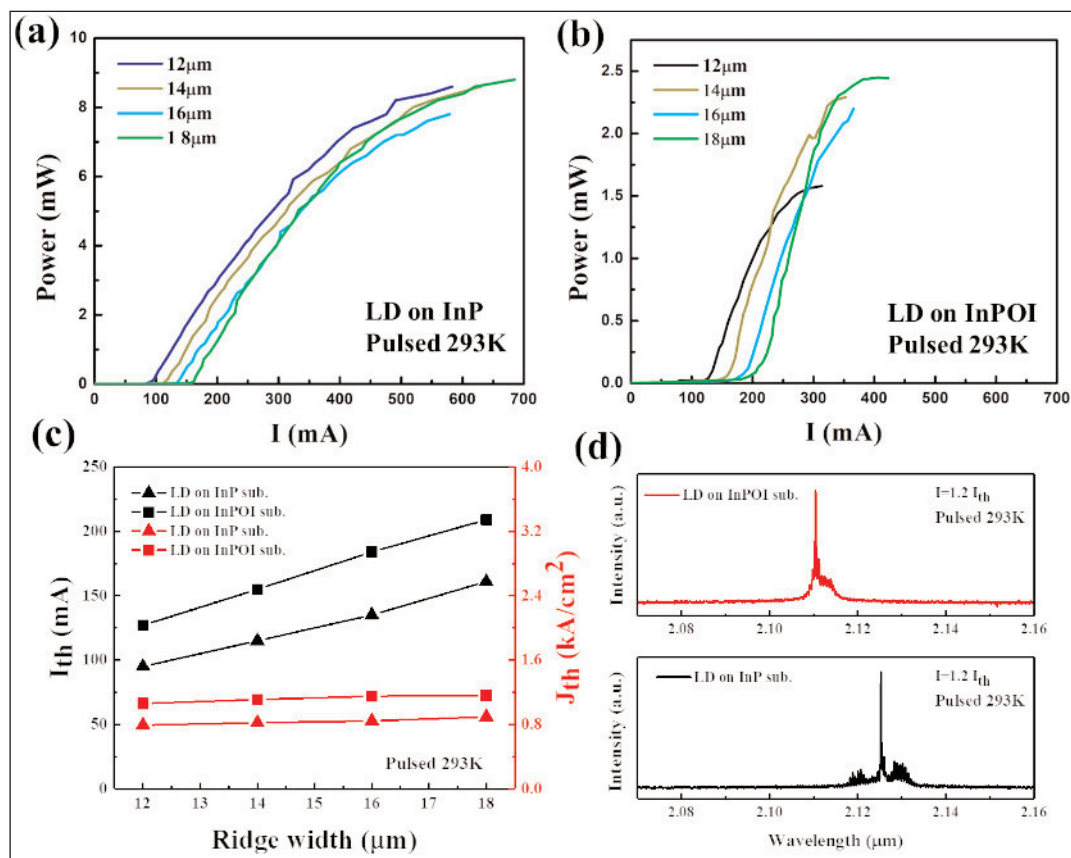 (a)
12μm
14μm
16μm
1 8μm
LD on InP
Pulsed 293K
Power (mW)
10
8
6
4
2
0
0 100 200 300 400 500 600 700
I (mA)
(b)
12μm
14μm
16μm
18μm
LD on InPOI
Pulsed 293K
Power (mW)
2.5
2.0
1.5
1.0
0.5
0.0
0 100 200 300 400 500 600 700
I (mA)
(c)
LD on InP sub.
LD on InPOI sub.
LD on InP sub.
LD on InPOI sub.
Pulsed 293K
Ith (mA)
250
200
150
100
50
0
Jth (kA/cm²)
4.0
3.2
2.4
1.6
0.8
0.0
12 13 14 15 16 17 18
Ridge width (μm)
(d)
LD on InPOI sub.
I=1.2 Ith
Pulsed 293K
Intensity (a.u.)
2.08 2.10 2.12 2.14 2.16
LD on InP sub.
I=1.2 Ith
Pulsed 293K
Intensity (a.u.)
2.08 2.10 2.12 2.14 2.16
Wavelength (μm)